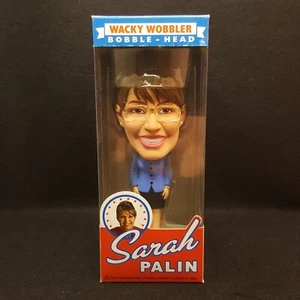 WACKY WOBBLER
BOBBLE - HEAD
Sarah
PALIN